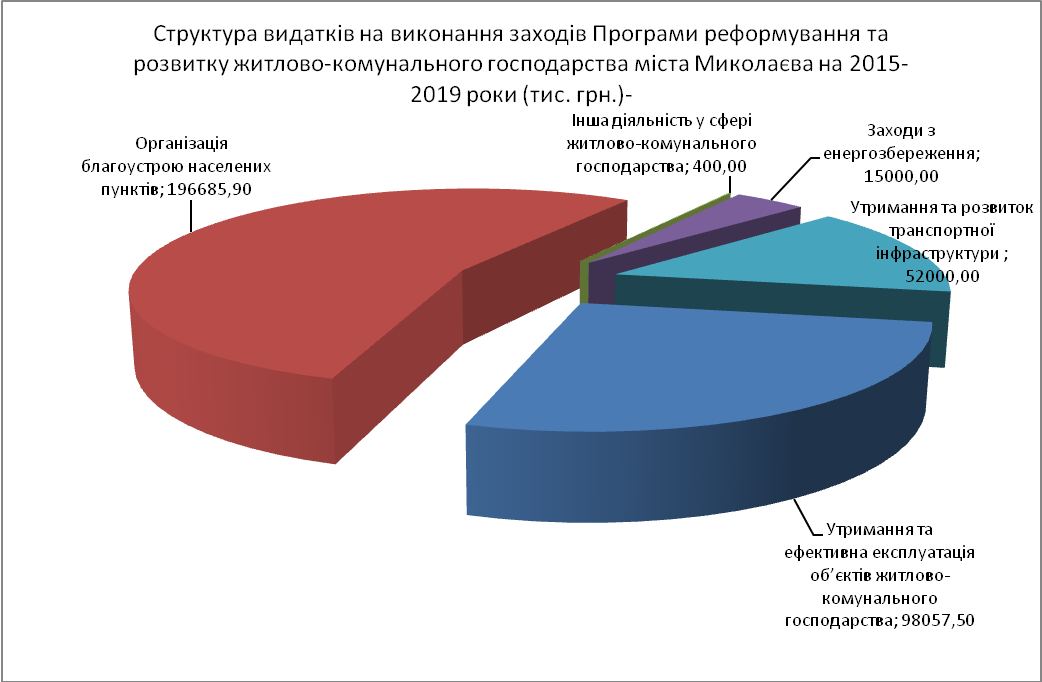 Структура видатків на виконання заходів Програми реформування та
розвитку житлово-комунального господарства міста Миколаєва на 2015-
2019 роки (тис. грн.)-
Організація
благоустрою населених
пунктів; 196685,90
Інша діяльність у сфері
житлово-комунального
господарства; 400,00
Заходи з
енергозбереження;
15000,00
Утримання та розвиток
транспортної
інфраструктури ;
52000,00
Утримання та
ефективна експлуатація
об’єктів житлово-
комунального
господарства; 98057,50